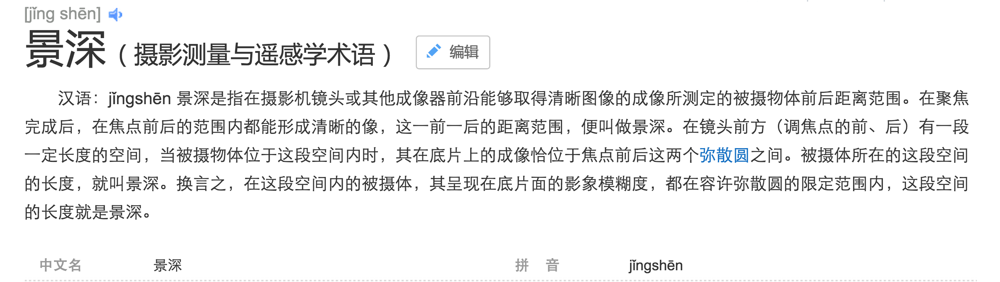 [jǐng shēn]
景深（摄影测量与遥感学术语） 编辑
汉语：jǐngshēn 景深是指在摄影机镜头或其他成像器前沿能够取得清晰图像的成像所测定的被摄物体前后距离范围。在聚焦
完成后，在焦点前后的范围内都能形成清晰的像，这一前一后的距离范围，便叫做景深。在镜头前方（调焦点的前、后）有一段
一定长度的空间，当被摄物体位于这段空间内时，其在底片上的成像恰位于焦点前后这两个弥散圆之间。被摄体所在的这段空间
的长度，就叫景深。换言之，在这段空间内的被摄体，其呈现在底片面的影象模糊度，都在容许弥散圆的限定范围内，这段空间
的长度就是景深。
中文名 景深 拼 音 jǐngshēn